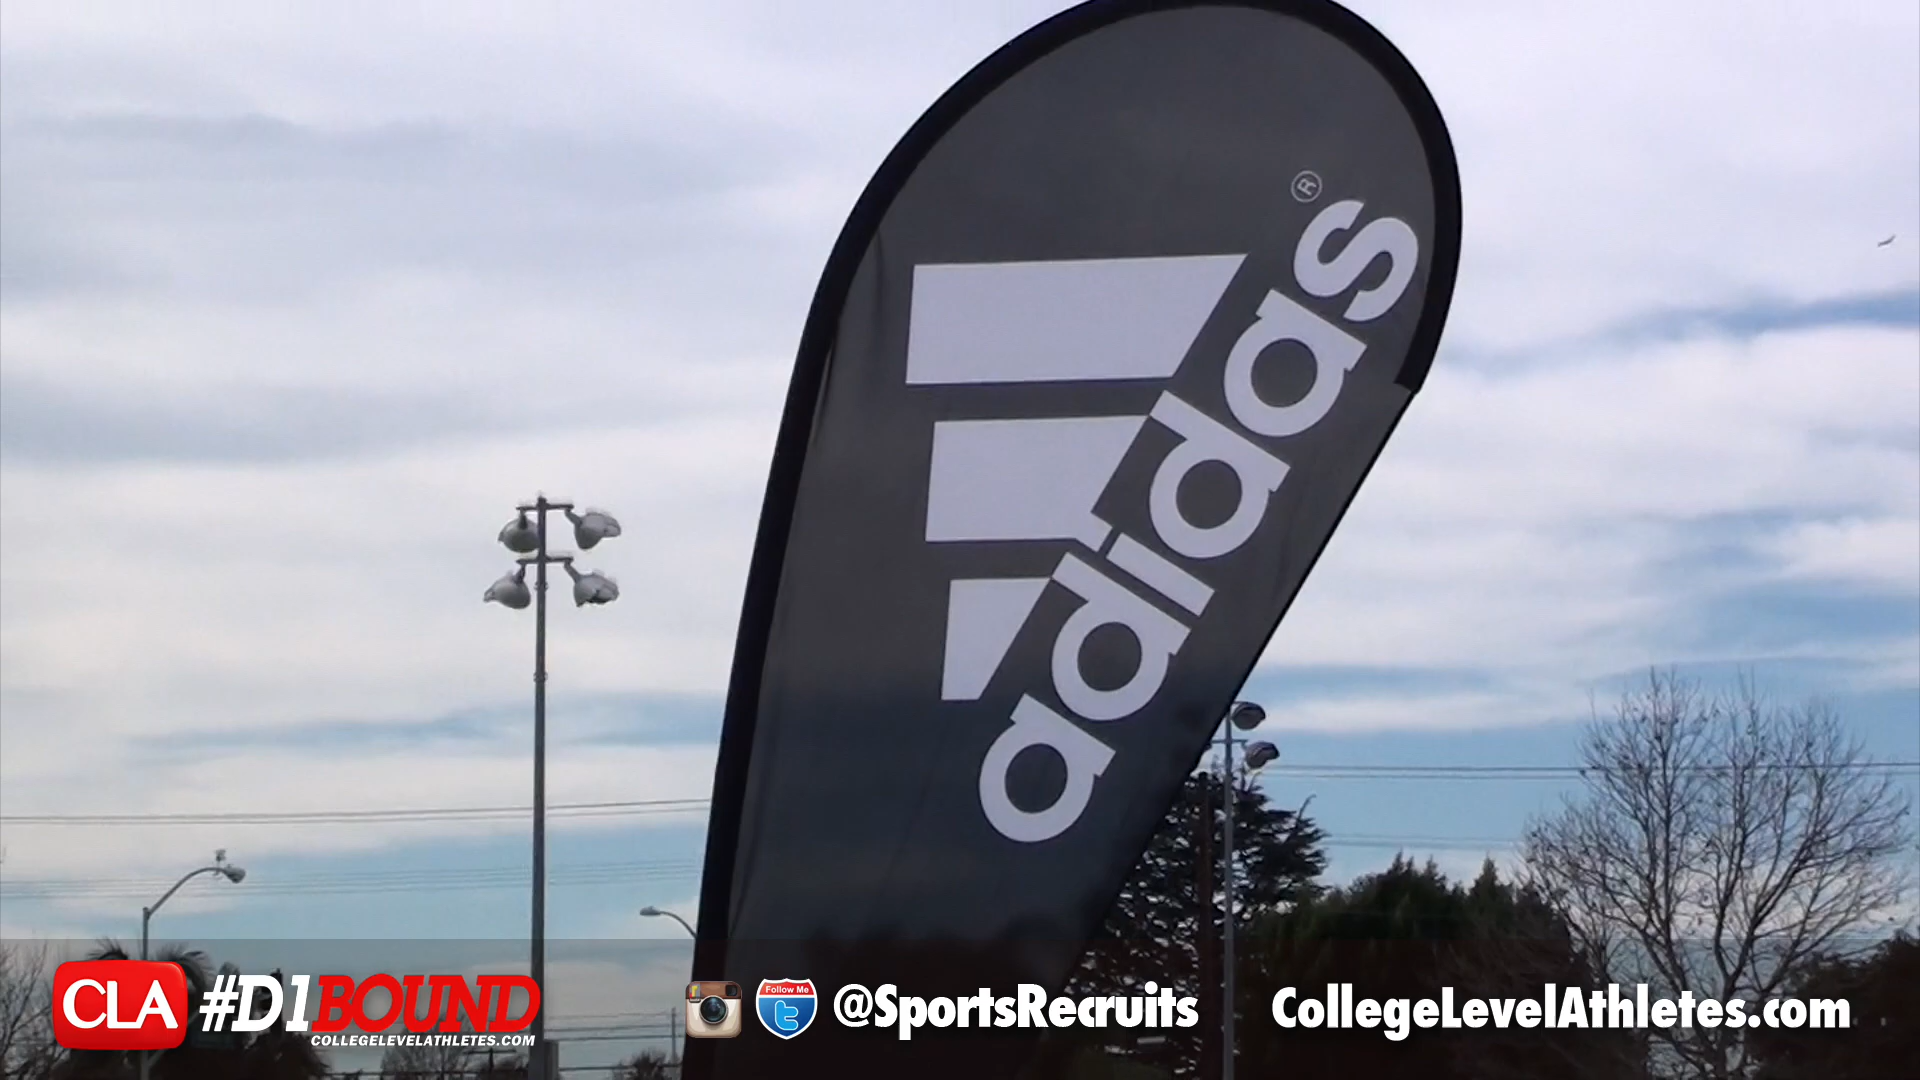 adidas®
CLA #D1BOUND
COLLEGELEVELATHLETES.COM
Follow Me
@SportsRecruits
CollegeLevelAthletes.com